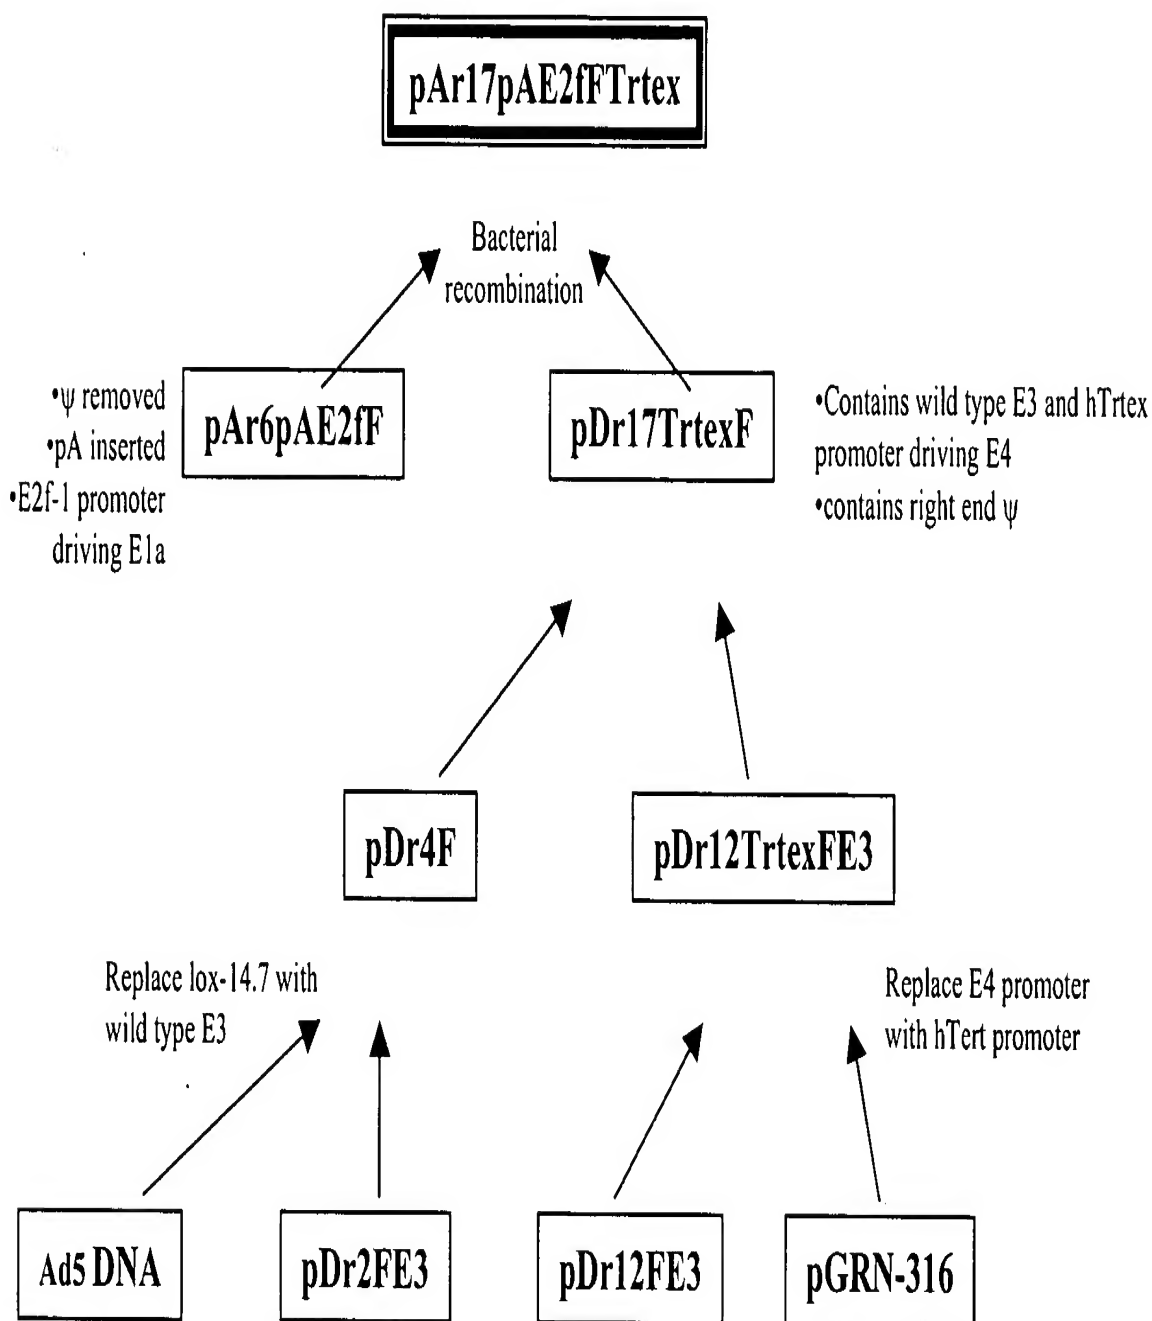 pAr17pAE2fFTrtex
Bacterial
recombination
•ψ removed
•pA inserted
•E2f-1 promoter
driving E1a
pAr6pAE2fF
pDr17TrtexF
•Contains wild type E3 and hTrtex
promoter driving E4
•contains right end ψ
pDr4F
pDr12TrtexFE3
Replace lox-14.7 with
wild type E3
Replace E4 promoter
with hTert promoter
Ad5 DNA
pDr2FE3
pDr12FE3
pGRN-316